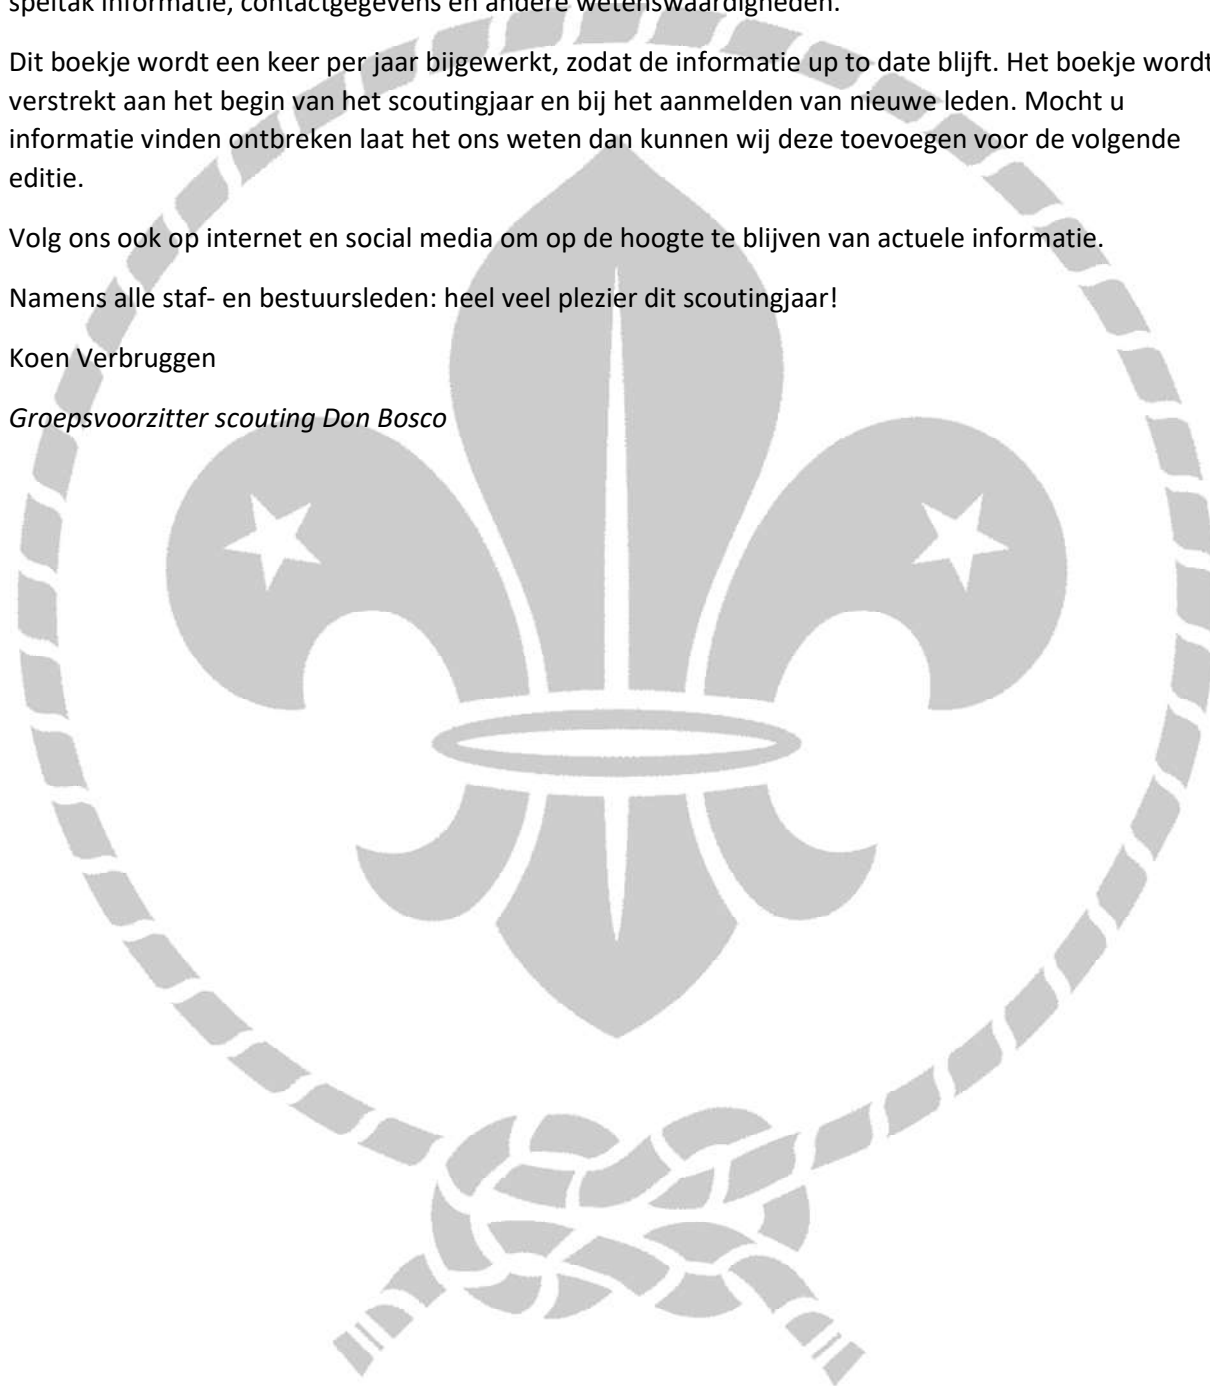 speltak informatie, contactgegevens en andere wetenswaardigheden.
Dit boekje wordt een keer per jaar bijgewerkt, zodat de informatie up to date blijft. Het boekje wordt
verstrekt aan het begin van het scoutingjaar en bij het aanmelden van nieuwe leden. Mocht u
informatie vinden ontbreken laat het ons weten dan kunnen wij deze toevoegen voor de volgende
editie.
Volg ons ook op internet en social media om op de hoogte te blijven van actuele informatie.
Namens alle staf- en bestuursleden: heel veel plezier dit scoutingjaar!
Koen Verbruggen
Groepsvoorzitter scouting Don Bosco